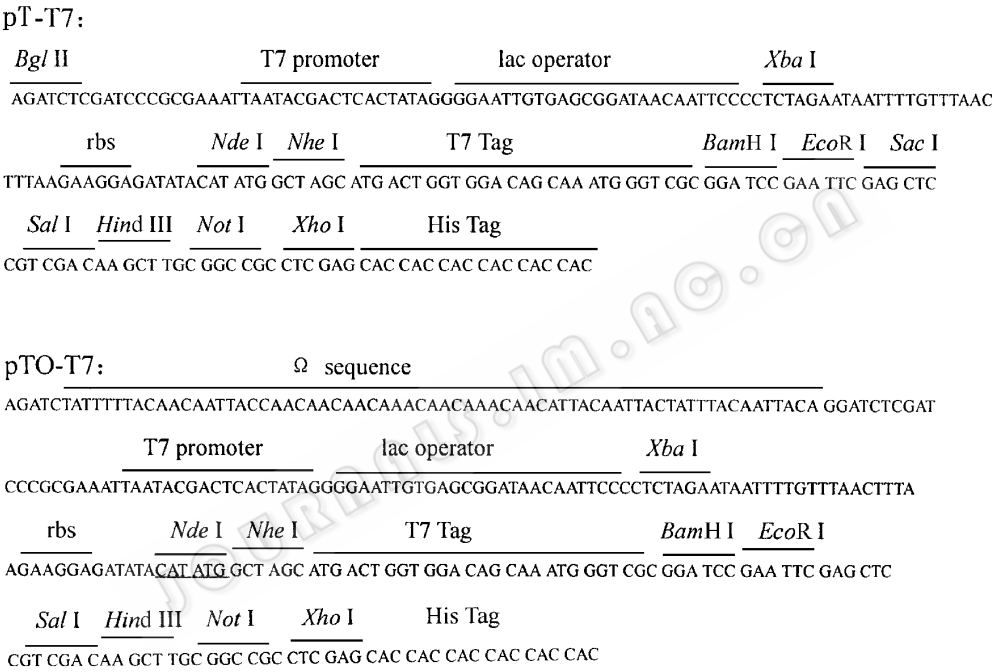 pT-T7:
Bgl II T7 promoter lac operator Xba I
AGATCTCGATCCCGCGAAATTAATACGACTCACTATAGGGGAATTGTGAGCGGATAACAATTCCCCTCTAGAATAATTTTGTTTAAC
rbs Nde I Nhe I T7 Tag BamH I EcoR I Sac I
TTTAAGAAGGAGATATACAT ATG GCT AGC ATG ACT GGT GGA CAG CAA ATG GGT CGC GGA TCC GAA TTC GAG CTC
Sal I Hind III Not I Xho I His Tag
CGT CGA CAA GCT TGC GGC CGC CTC GAG CAC CAC CAC CAC CAC CAC
pTO-T7:
Ω sequence
AGATCTATTTTTACAACAATTACCAACAACAACAAACAACAAACAACATTACAATTACTATTTACAATTACA GGATCTCGAT
T7 promoter lac operator Xba I
CCCGCGAAATTAATACGACTCACTATAGGGGAATTGTGAGCGGATAACAATTCCCCTCTAGAATAATTTTGTTTAACTTTA
rbs Nde I Nhe I T7 Tag BamH I EcoR I
AGAAGGAGATATACAT ATG GCT AGC ATG ACT GGT GGA CAG CAA ATG GGT CGC GGA TCC GAA TTC GAG CTC
Sal I Hind III Not I Xho I His Tag
CGT CGA CAA GCT TGC GGC CGC CTC GAG CAC CAC CAC CAC CAC CAC
JOURNALS.IM.AC.CN